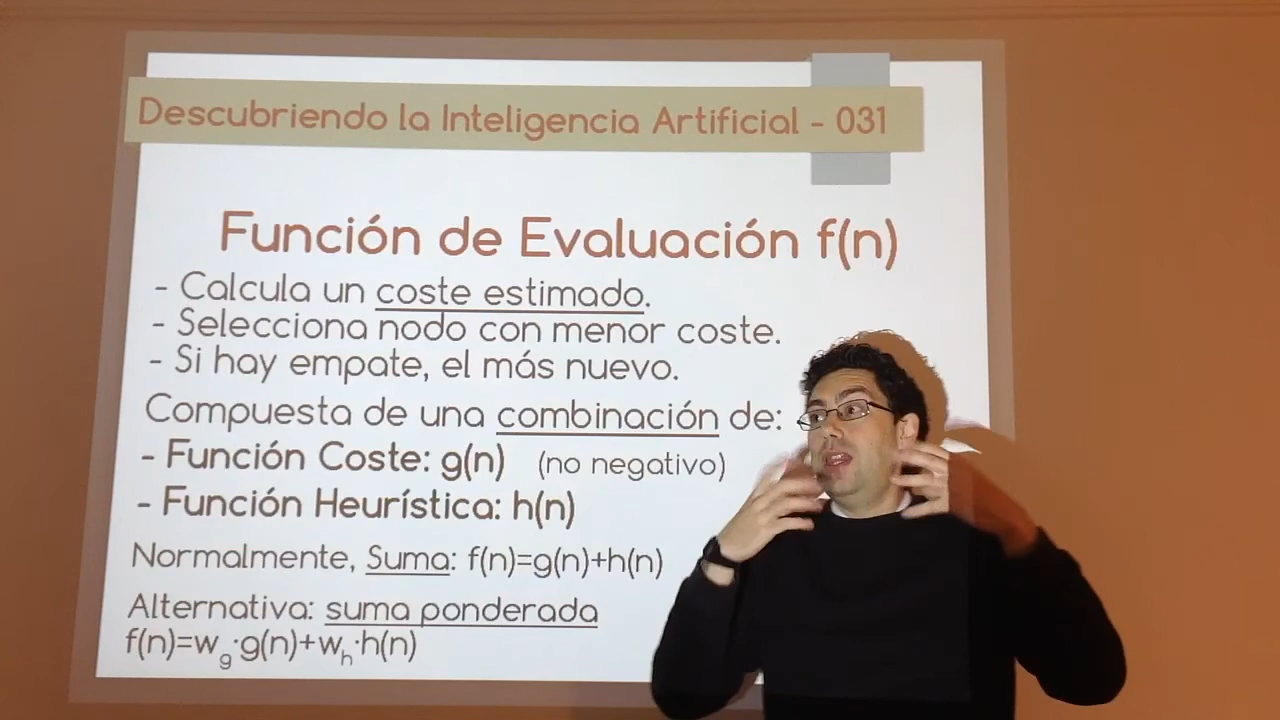 Descubriendo la Inteligencia Artificial - 031
Función de Evaluación f(n)
- Calcula un coste estimado.
- Selecciona nodo con menor coste.
- Si hay empate, el más nuevo.
Compuesta de una combinación de:
- Función Coste: g(n) (no negativo)
- Función Heurística: h(n)
Normalmente, Suma: f(n)=g(n)+h(n)
Alternativa: suma ponderada
f(n)=w_g·g(n)+w_h·h(n)